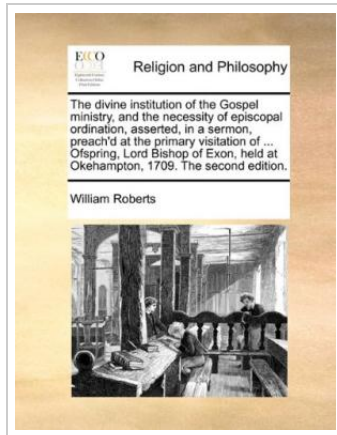 ECCO
Religion and Philosophy
The divine institution of the Gospel
ministry, and the necessity of episcopal
ordination, asserted, in a sermon,
preach'd at the primary visitation of ...
Ofspring, Lord Bishop of Exon, held at
Okehampton, 1709. The second edition.
William Roberts